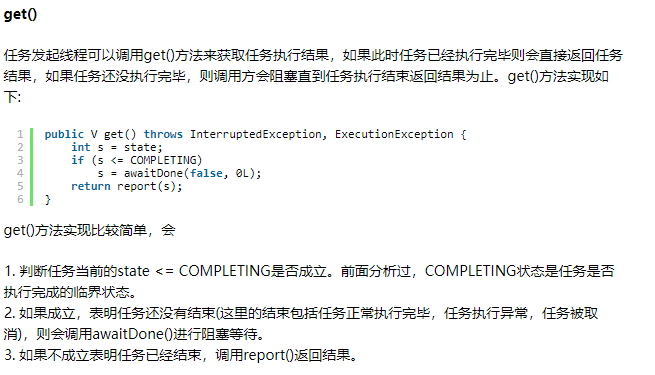 get()
任务发起线程可以调用get()方法来获取任务执行结果，如果此时任务已经执行完毕则会直接返回任务
结果，如果任务还没执行完毕，则调用方会阻塞直到任务执行结束返回结果为止。get()方法实现如
下:
1 public V get() throws InterruptedException, ExecutionException {
2     int s = state;
3     if (s <= COMPLETING)
4         s = awaitDone(false, 0L);
5     return report(s);
6 }
get()方法实现比较简单，会
1. 判断任务当前的state <= COMPLETING是否成立。前面分析过，COMPLETING状态是任务是否
执行完成的临界状态。
2. 如果成立，表明任务还没有结束(这里的结束包括任务正常执行完毕，任务执行异常，任务被取
消)，则会调用awaitDone()进行阻塞等待。
3. 如果不成立表明任务已经结束，调用report()返回结果。